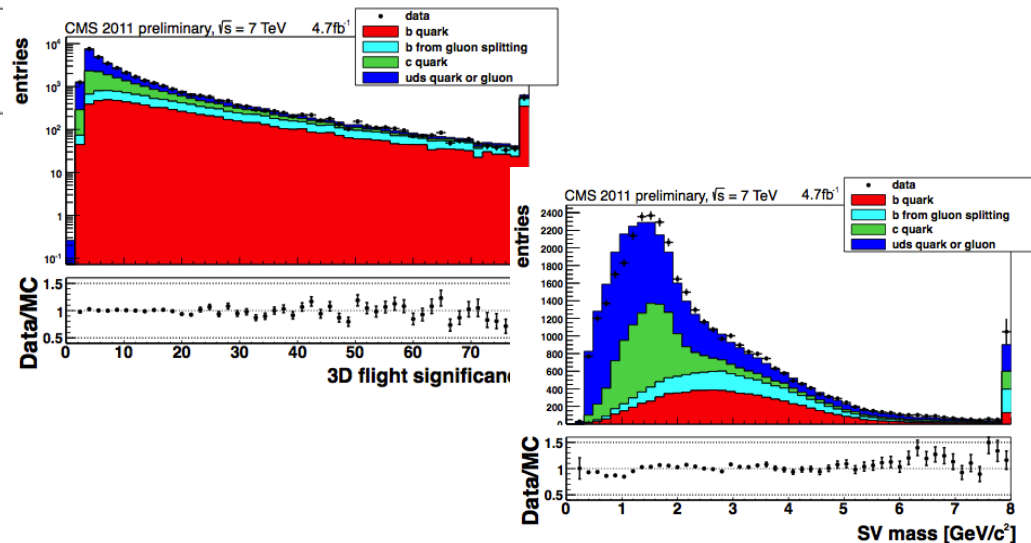 CMS 2011 preliminary, √s = 7 TeV 4.7fb⁻¹
data
b quark
b from gluon splitting
c quark
uds quark or gluon
entries
10⁴
10³
10²
10
1
10⁻¹
Data/MC
1.5
1
0.5
0 10 20 30 40 50 60 70
3D flight significan
CMS 2011 preliminary, √s = 7 TeV 4.7fb⁻¹
data
b quark
b from gluon splitting
c quark
uds quark or gluon
entries
2400
2200
2000
1800
1600
1400
1200
1000
800
600
400
200
0
Data/MC
1.5
1
0.5
0 1 2 3 4 5 6 7 8
SV mass [GeV/c²]